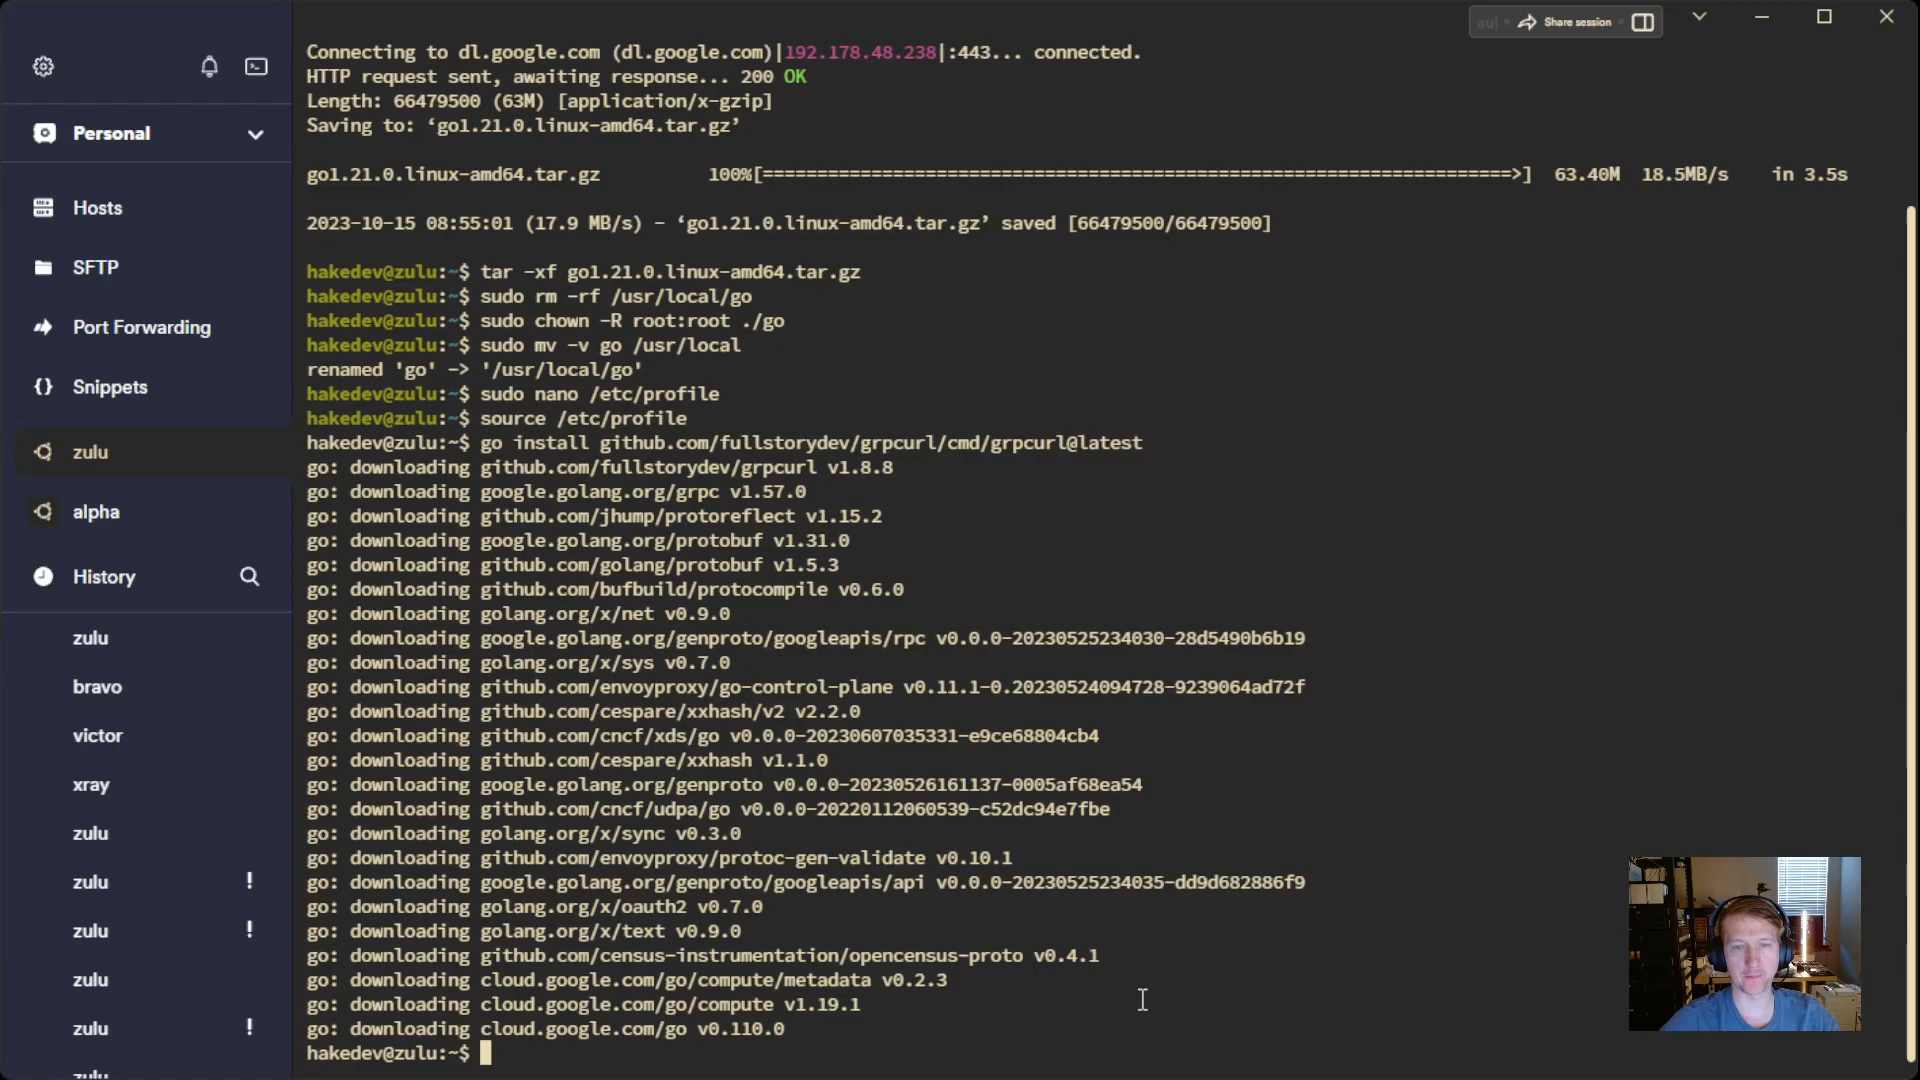 Share session
Personal
Hosts
SFTP
Port Forwarding
Snippets
zulu
alpha
History
zulu
bravo
victor
xray
zulu
zulu !
zulu !
zulu
zulu !
zulu
Connecting to dl.google.com (dl.google.com)|192.178.48.238|:443... connected.
HTTP request sent, awaiting response... 200 OK
Length: 66479500 (63M) [application/x-gzip]
Saving to: ‘go1.21.0.linux-amd64.tar.gz’
go1.21.0.linux-amd64.tar.gz 100%[=====================================================================>] 63.40M 18.5MB/s in 3.5s
2023-10-15 08:55:01 (17.9 MB/s) - ‘go1.21.0.linux-amd64.tar.gz’ saved [66479500/66479500]
hakedev@zulu:~$ tar -xf go1.21.0.linux-amd64.tar.gz
hakedev@zulu:~$ sudo rm -rf /usr/local/go
hakedev@zulu:~$ sudo chown -R root:root ./go
hakedev@zulu:~$ sudo mv -v go /usr/local
renamed 'go' -> '/usr/local/go'
hakedev@zulu:~$ sudo nano /etc/profile
hakedev@zulu:~$ source /etc/profile
hakedev@zulu:~$ go install github.com/fullstorydev/grpcurl/cmd/grpcurl@latest
go: downloading github.com/fullstorydev/grpcurl v1.8.8
go: downloading google.golang.org/grpc v1.57.0
go: downloading github.com/jhump/protoreflect v1.15.2
go: downloading google.golang.org/protobuf v1.31.0
go: downloading github.com/golang/protobuf v1.5.3
go: downloading github.com/bufbuild/protocompile v0.6.0
go: downloading golang.org/x/net v0.9.0
go: downloading google.golang.org/genproto/googleapis/rpc v0.0.0-20230525234030-28d5490b6b19
go: downloading golang.org/x/sys v0.7.0
go: downloading github.com/envoyproxy/go-control-plane v0.11.1-0.20230524094728-9239064ad72f
go: downloading github.com/cespare/xxhash/v2 v2.2.0
go: downloading github.com/cncf/xds/go v0.0.0-20230607035331-e9ce68804cb4
go: downloading github.com/cespare/xxhash v1.1.0
go: downloading google.golang.org/genproto v0.0.0-20230526161137-0005af68ea54
go: downloading github.com/cncf/udpa/go v0.0.0-20220112060539-c52dc94e7fbe
go: downloading golang.org/x/sync v0.3.0
go: downloading github.com/envoyproxy/protoc-gen-validate v0.10.1
go: downloading google.golang.org/genproto/googleapis/api v0.0.0-20230525234035-dd9d682886f9
go: downloading golang.org/x/oauth2 v0.7.0
go: downloading golang.org/x/text v0.9.0
go: downloading github.com/census-instrumentation/opencensus-proto v0.4.1
go: downloading cloud.google.com/go/compute/metadata v0.2.3
go: downloading cloud.google.com/go/compute v1.19.1
go: downloading cloud.google.com/go v0.110.0
hakedev@zulu:~$